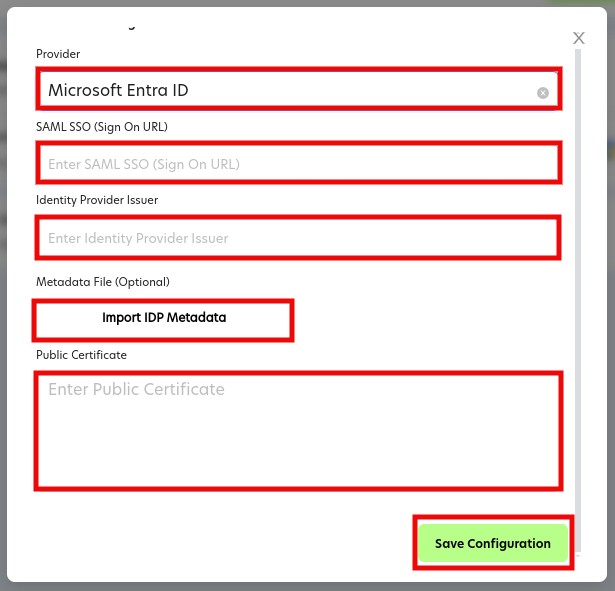 X
Provider
Microsoft Entra ID
SAML SSO (Sign On URL)
Enter SAML SSO (Sign On URL)
Identity Provider Issuer
Enter Identity Provider Issuer
Metadata File (Optional)
Import IDP Metadata
Public Certificate
Enter Public Certificate
Save Configuration